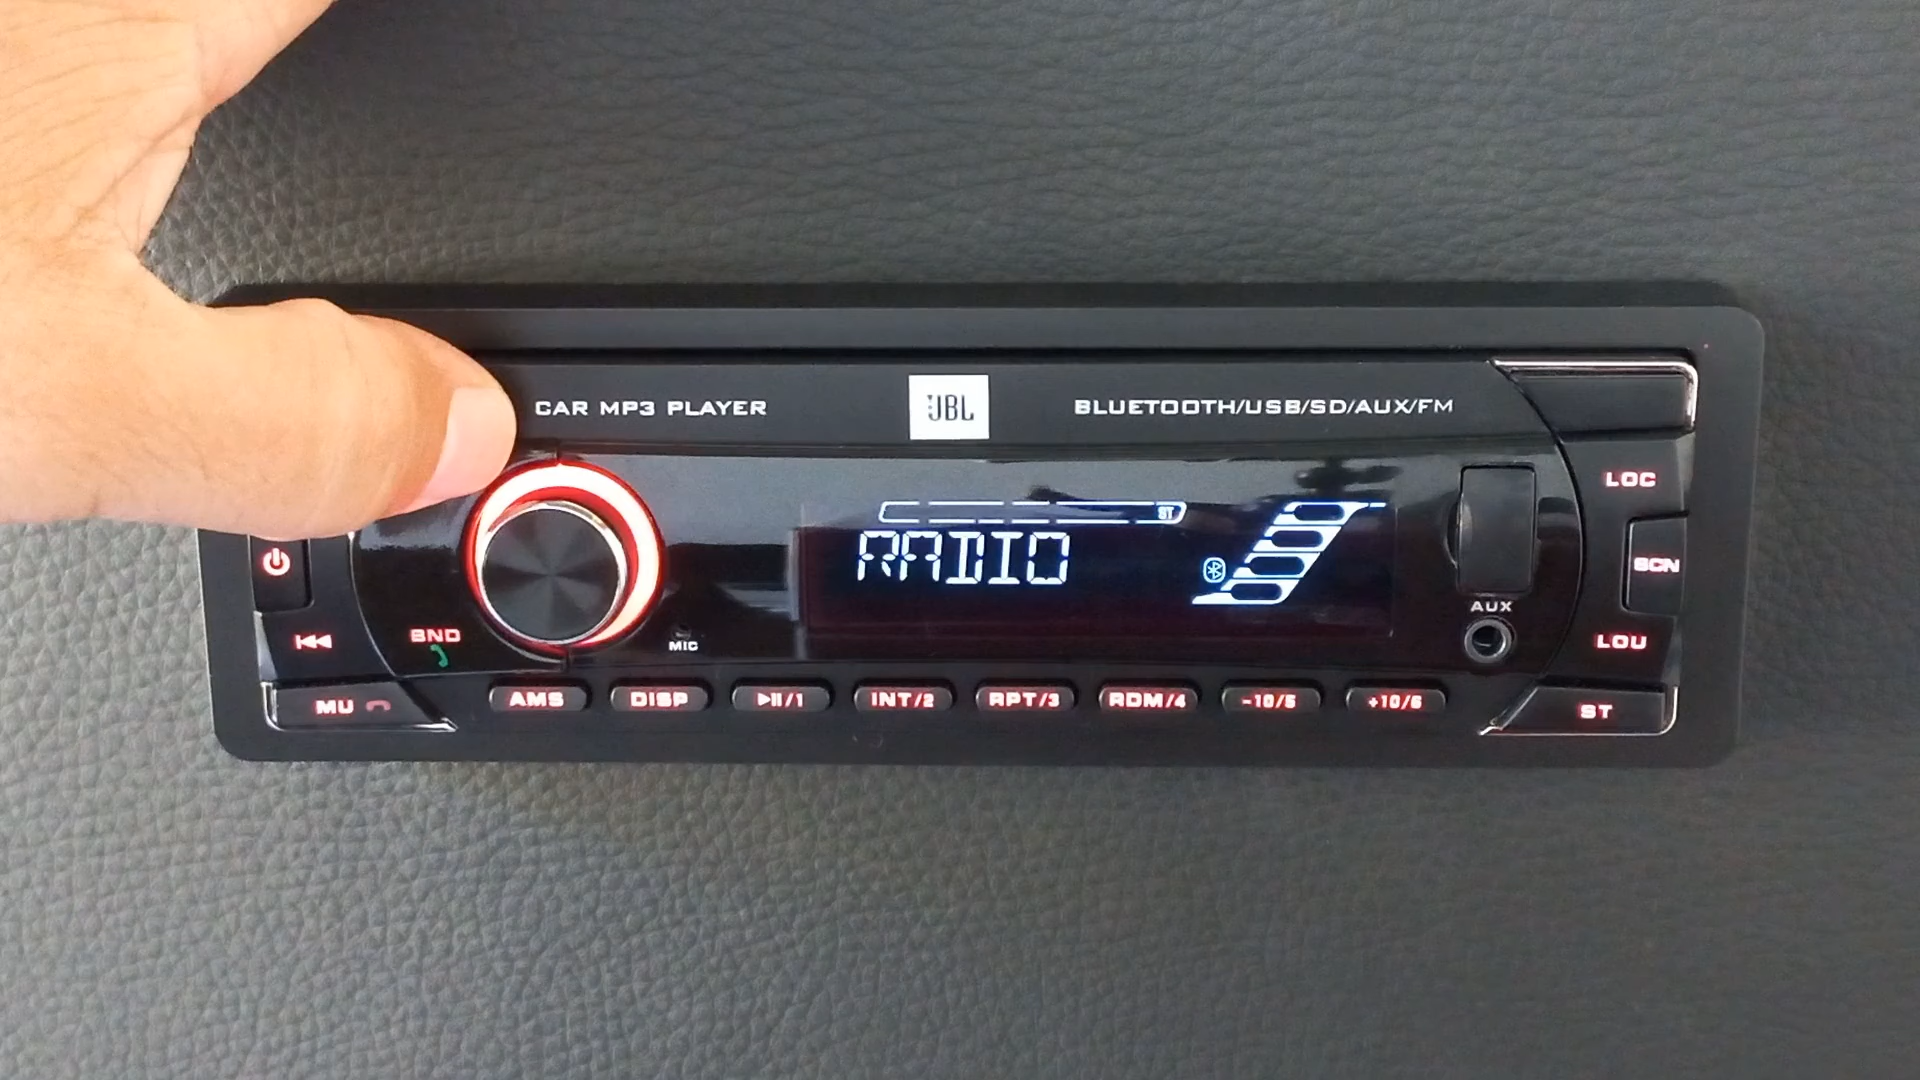 CAR MP3 PLAYER
JBL
BLUETOOTH/USB/SD/AUX/FM
LOC
ST
RADIO
SCN
AUX
BND
MIC
LOU
MU
AMS
DISP
▶II/1
INT/2
RPT/3
RDM/4
-10/5
+10/6
ST